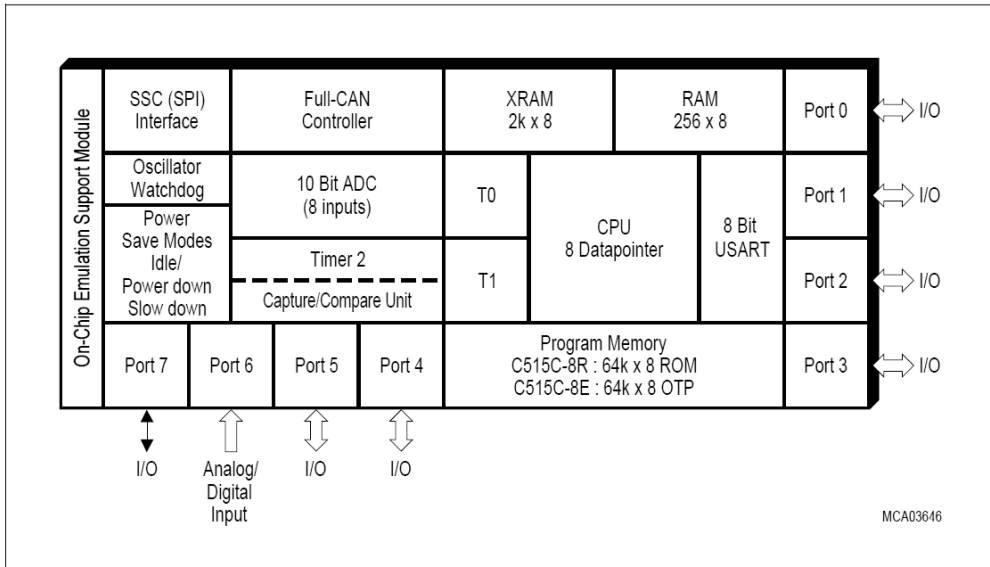 On-Chip Emulation Support Module
SSC (SPI)
Interface
Full-CAN
Controller
XRAM
2k x 8
RAM
256 x 8
Port 0
I/O
Oscillator
Watchdog
10 Bit ADC
(8 inputs)
T0
CPU
8 Datapointer
8 Bit
USART
Port 1
I/O
Power
Save Modes
Idle/
Power down
Slow down
Timer 2
Capture/Compare Unit
T1
Port 2
I/O
Port 7
Port 6
Port 5
Port 4
Program Memory
C515C-8R : 64k x 8 ROM
C515C-8E : 64k x 8 OTP
Port 3
I/O
I/O
Analog/
Digital
Input
I/O
I/O
MCA03646